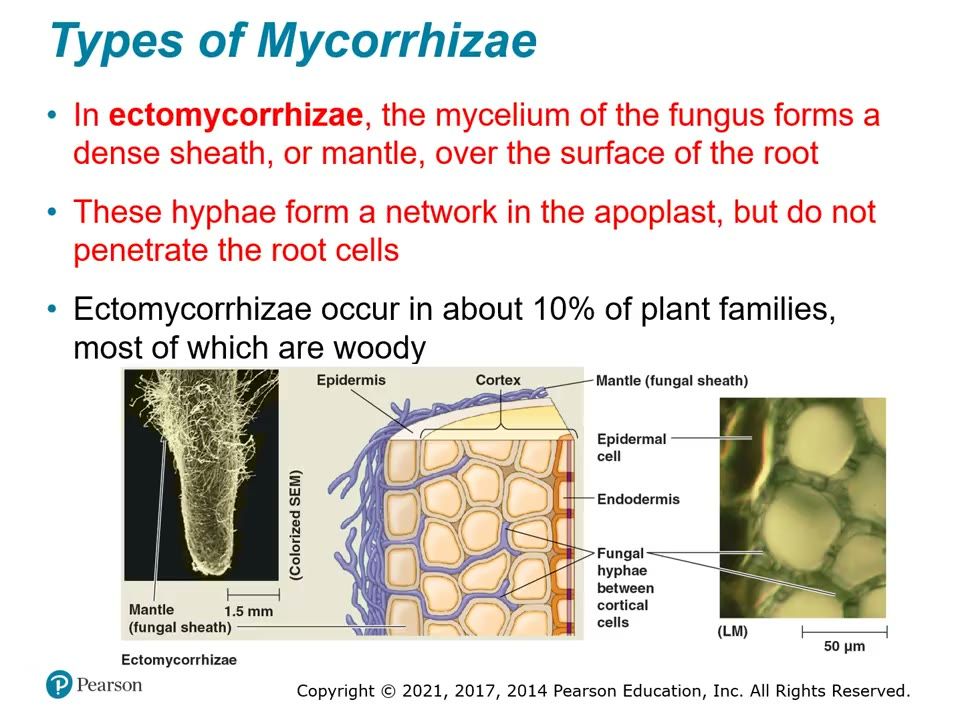 Types of Mycorrhizae
• In ectomycorrhizae, the mycelium of the fungus forms a
dense sheath, or mantle, over the surface of the root
• These hyphae form a network in the apoplast, but do not
penetrate the root cells
• Ectomycorrhizae occur in about 10% of plant families,
most of which are woody
Epidermis
Cortex
Mantle (fungal sheath)
Epidermal
cell
(Colorized SEM)
Endodermis
Fungal
hyphae
between
cortical
cells
Mantle
(fungal sheath)
1.5 mm
(LM)
50 μm
Ectomycorrhizae
Pearson
Copyright © 2021, 2017, 2014 Pearson Education, Inc. All Rights Reserved.